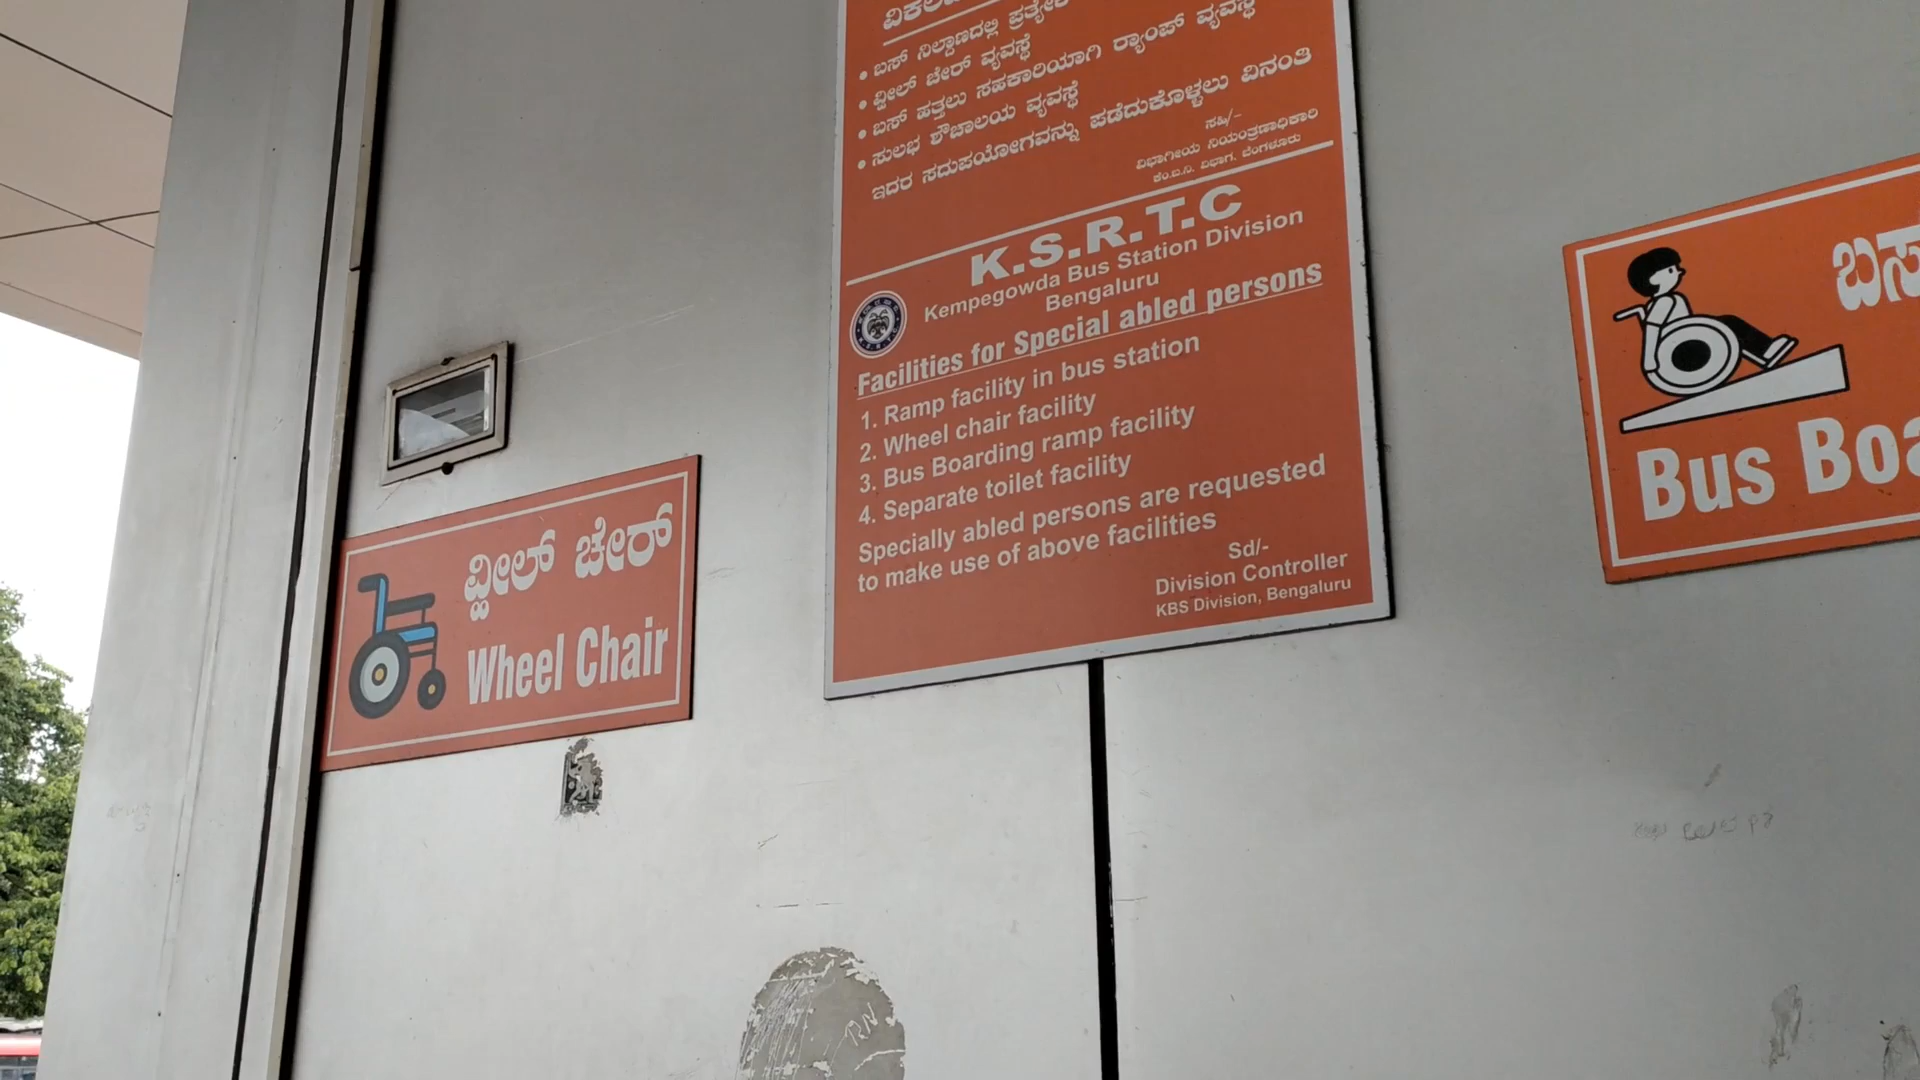 • ಬಸ್ ನಿಲ್ದಾಣದಲ್ಲಿ ಪ್ರತ್ಯೇಕ
• ವ್ಹೀಲ್ ಚೇರ್ ವ್ಯವಸ್ಥೆ
• ಬಸ್ ಹತ್ತಲು ಸಹಕಾರಿಯಾಗಿ ರ‍್ಯಾಂಪ್ ವ್ಯವಸ್ಥೆ
• ಸುಲಭ ಶೌಚಾಲಯ ವ್ಯವಸ್ಥೆ
ಇದರ ಸದುಪಯೋಗವನ್ನು ಪಡೆದುಕೊಳ್ಳಲು ವಿನಂತಿ
ಸಹಿ/-
ವಿಭಾಗೀಯ ನಿಯಂತ್ರಣಾಧಿಕಾರಿ
ಕೆಂ.ಬ.ನಿ. ವಿಭಾಗ. ಬೆಂಗಳೂರು
K.S.R.T.C
Kempegowda Bus Station Division
Bengaluru
Facilities for Special abled persons
1. Ramp facility in bus station
2. Wheel chair facility
3. Bus Boarding ramp facility
4. Separate toilet facility
Specially abled persons are requested
to make use of above facilities
Sd/-
Division Controller
KBS Division, Bengaluru
ವ್ಹೀಲ್ ಚೇರ್
Wheel Chair
Bus
RN